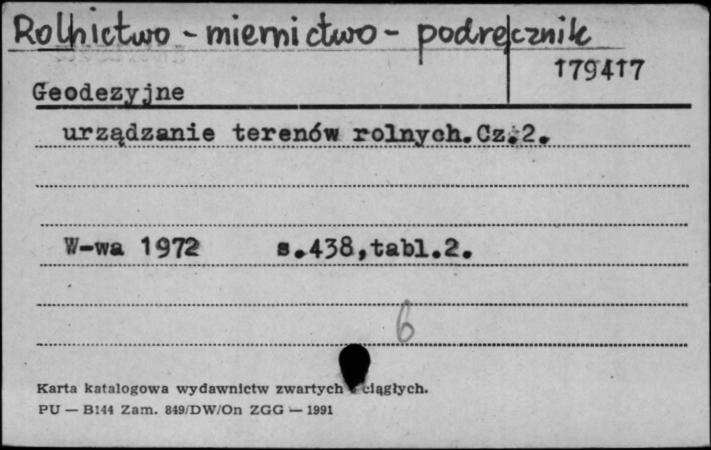 Rolnictwo - miernictwo - podręcznik
179417
Geodezyjne
urządzanie terenów rolnych. Cz. 2.
W-wa 1972 s.438, tabl.2.
6
Karta katalogowa wydawnictw zwartych ciągłych.
PU — B144 Zam. 849/DW/On ZGG — 1991